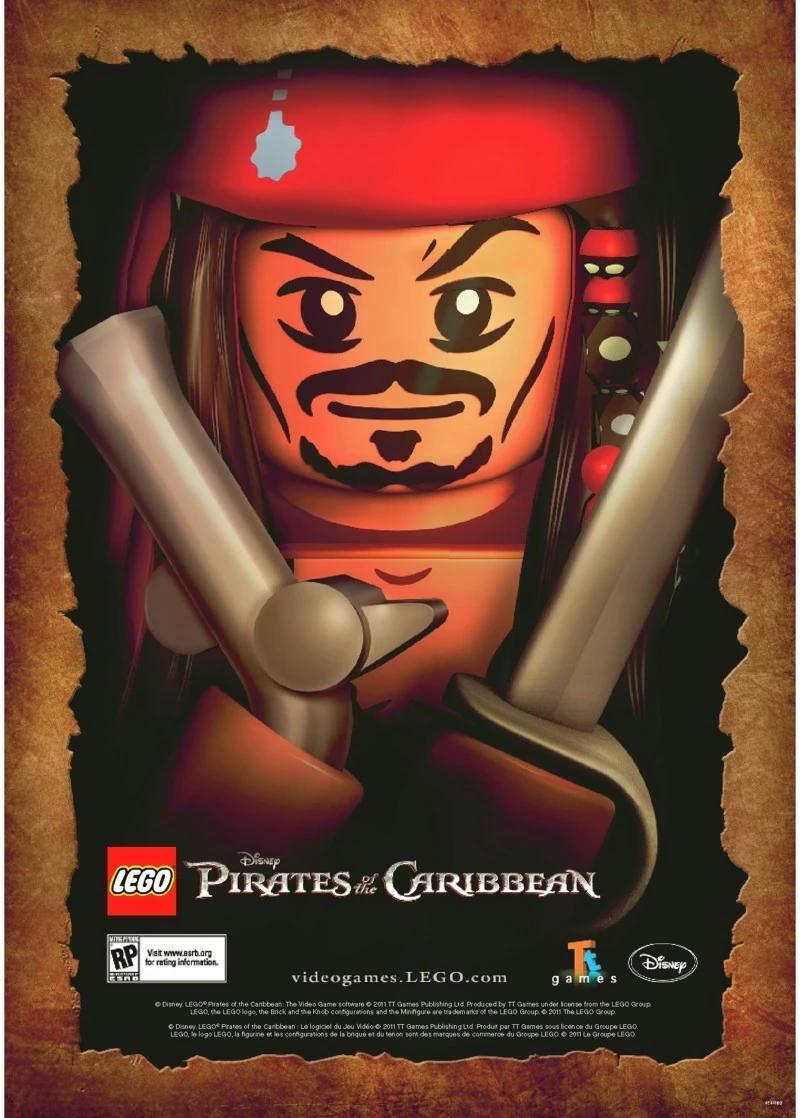 LEGO
DISNEY
PIRATES of the CARIBBEAN
RATING PENDING
RP
ESRB
Visit www.esrb.org
for rating information.
videogames.LEGO.com
Tt
games
Disney
© Disney. LEGO® Pirates of the Caribbean: The Video Game software © 2011 TT Games Publishing Ltd. Produced by TT Games under license from the LEGO Group.
LEGO, the LEGO logo, the Brick and the Knob configurations and the Minifigure are trademarks of the LEGO Group. © 2011 The LEGO Group.
© Disney. LEGO® Pirates of the Caribbean : Le logiciel du Jeu Vidéo © 2011 TT Games Publishing Ltd. Produit par TT Games sous licence du Groupe LEGO.
LEGO, le logo LEGO, la figurine et les configurations de la brique et du tenon sont des marques de commerce du Groupe LEGO. © 2011 Le Groupe LEGO.